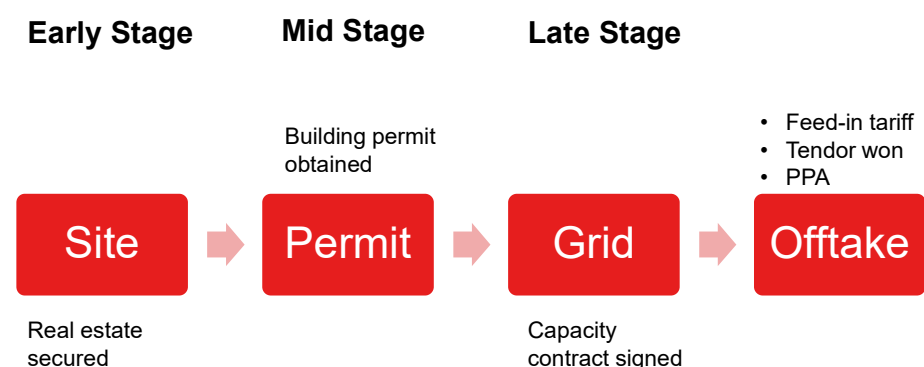 Early Stage
Mid Stage
Late Stage
Building permit
obtained
• Feed-in tariff
• Tendor won
• PPA
Site
Permit
Grid
Offtake
Real estate
secured
Capacity
contract signed